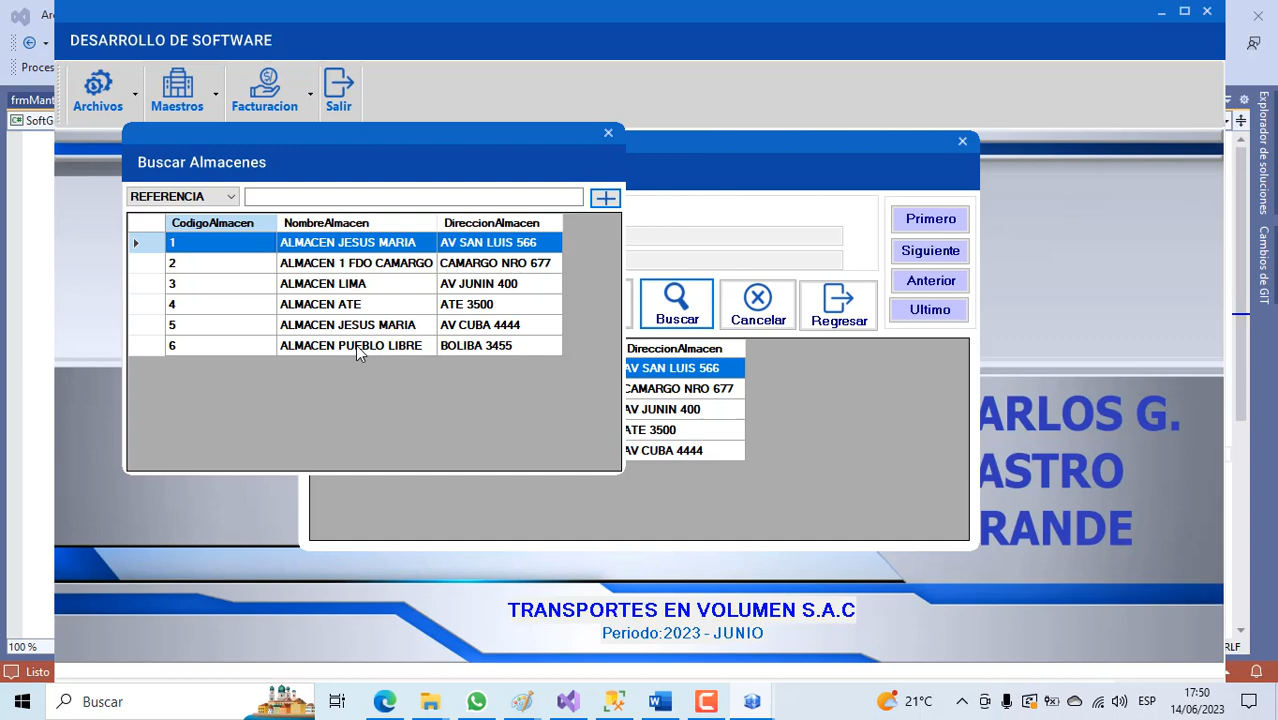 DESARROLLO DE SOFTWARE
Proces
Archivos
Maestros
Facturacion
Salir
frmMant
SoftG
Buscar Almacenes
REFERENCIA
CodigoAlmacen NombreAlmacen DireccionAlmacen
1 ALMACEN JESUS MARIA AV SAN LUIS 566
2 ALMACEN 1 FDO CAMARGO CAMARGO NRO 677
3 ALMACEN LIMA AV JUNIN 400
4 ALMACEN ATE ATE 3500
5 ALMACEN JESUS MARIA AV CUBA 4444
6 ALMACEN PUEBLO LIBRE BOLIBA 3455
Primero
Siguiente
Anterior
Ultimo
Buscar
Cancelar
Regresar
DireccionAlmacen
AV SAN LUIS 566
CAMARGO NRO 677
AV JUNIN 400
ATE 3500
AV CUBA 4444
ARLOS G.
ASTRO
RANDE
Explorador de soluciones
Cambios de GIT
TRANSPORTES EN VOLUMEN S.A.C
Periodo:2023 - JUNIO
100 %
RLF
Listo
Buscar
21°C
ESP
17:50
14/06/2023